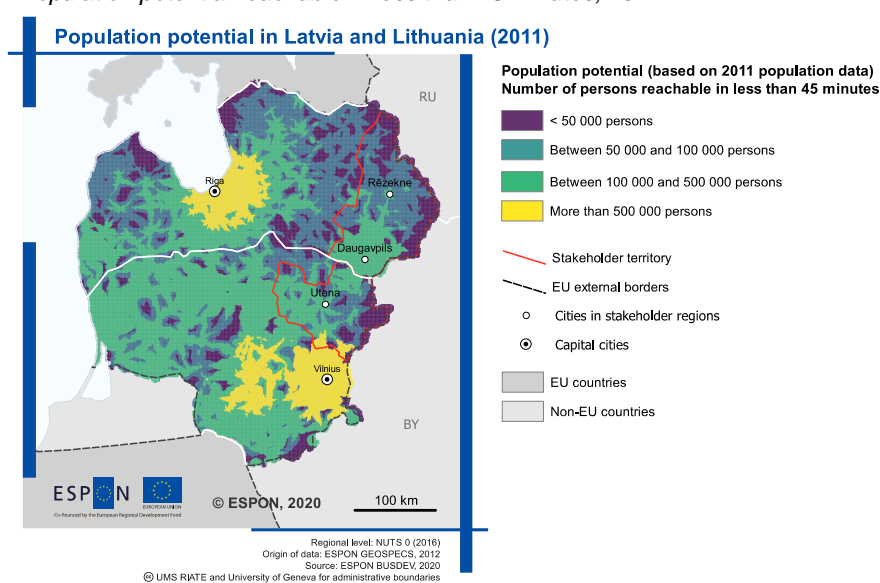 Population potential in Latvia and Lithuania (2011)
Population potential (based on 2011 population data)
Number of persons reachable in less than 45 minutes
< 50 000 persons
Between 50 000 and 100 000 persons
Between 100 000 and 500 000 persons
More than 500 000 persons
Stakeholder territory
EU external borders
Cities in stakeholder regions
Capital cities
EU countries
Non-EU countries
RU
Riga
Rēzekne
Daugavpils
Utena
Vilnius
BY
ESPON
EUROPEAN UNION
Co-financed by the European Regional Development Fund
© ESPON, 2020
100 km
Regional level: NUTS 0 (2016)
Origin of data: ESPON GEOSPECS, 2012
Source: ESPON BUSDEV, 2020
UMS RIATE and University of Geneva for administrative boundaries